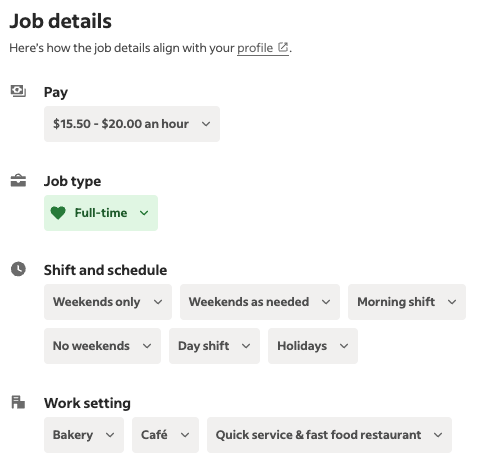 Job details
Here's how the job details align with your profile.
Pay
$15.50 - $20.00 an hour
Job type
Full-time
Shift and schedule
Weekends only Weekends as needed Morning shift
No weekends Day shift Holidays
Work setting
Bakery Café Quick service & fast food restaurant